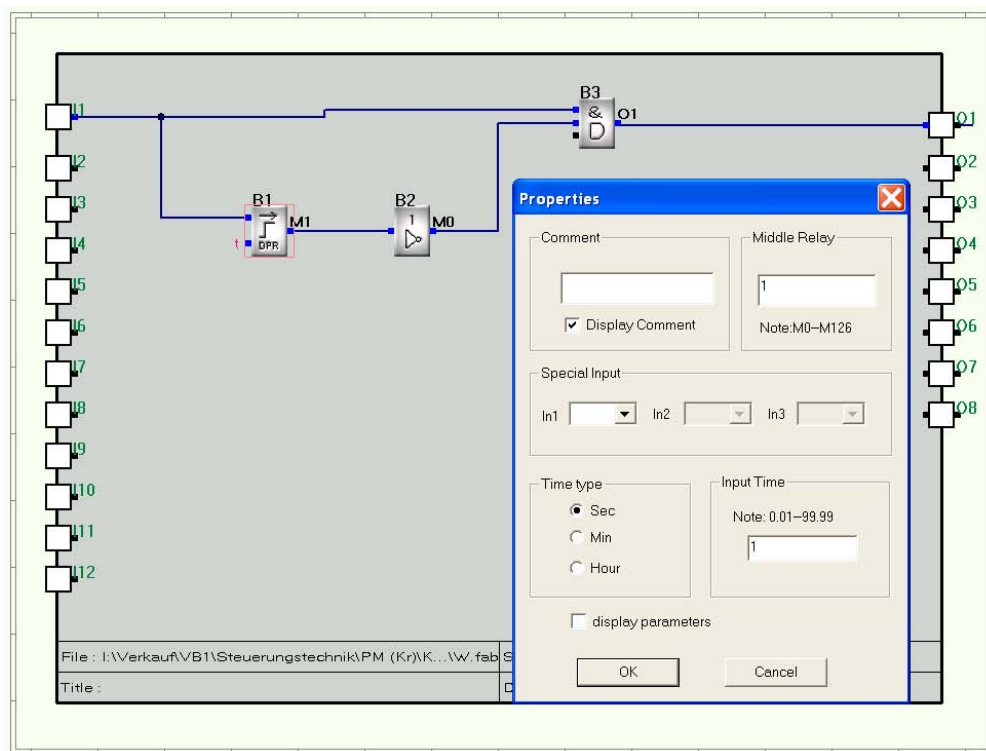 B3
I1
&
O1
O1
D
I2
O2
B1
B2
I3
O3
M1
1
M0
Properties
I4
t
DPR
O4
Comment
Middle Relay
I5
1
O5
I6
Display Comment
Note:M0–M126
O6
I7
Special Input
O7
I8
In1
In2
In3
O8
I9
I10
Time type
Input Time
Sec
Note: 0.01–99.99
I11
Min
1
I12
Hour
display parameters
File : I:\Verkauf\VB1\Steuerungstechnik\PM (Kr)\K...\W.fab S
OK
Cancel
Title :
D